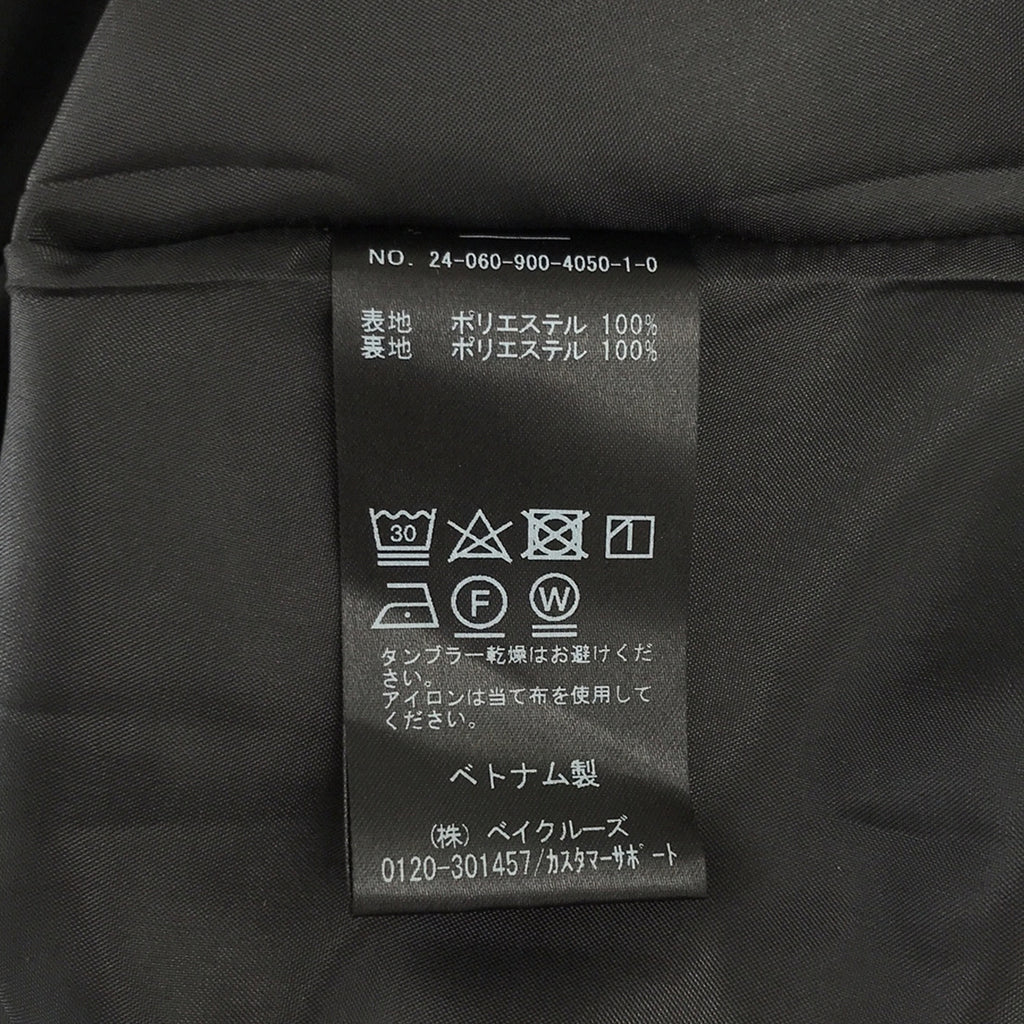 NO. 24-060-900-4050-1-0
表地 ポリエステル 100%
裏地 ポリエステル 100%
30
F W
タンブラー乾燥はお避けくだ
さい。
アイロンは当て布を使用して
ください。
ベトナム製
(株) ベイクルーズ
0120-301457/ｶｽﾀﾏｰｻﾎﾟｰﾄ